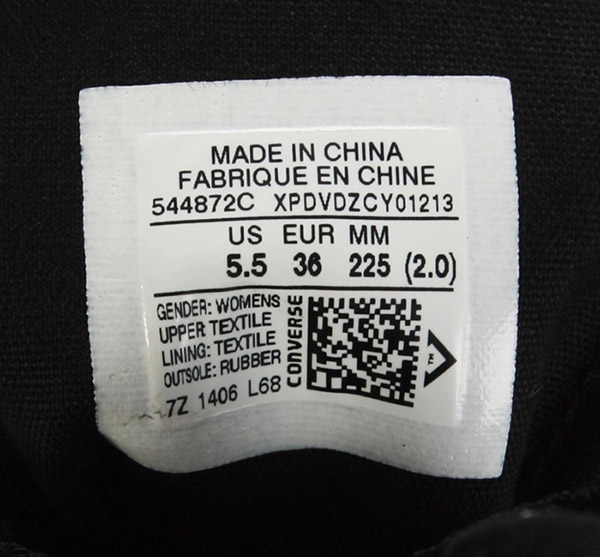 MADE IN CHINA
FABRIQUE EN CHINE
544872C XPDVDZCY01213
US EUR MM
5.5 36 225 (2.0)
GENDER: WOMENS
UPPER: TEXTILE
LINING: TEXTILE
OUTSOLE: RUBBER
7Z 1406 L68
CONVERSE
TM